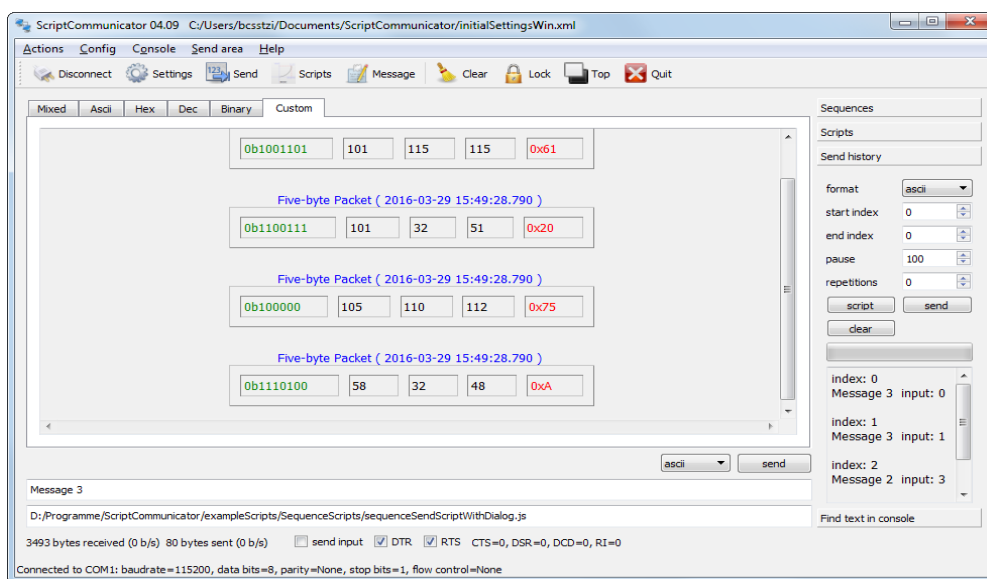 ScriptCommunicator 04.09 C:/Users/bcsstzi/Documents/ScriptCommunicator/initialSettingsWin.xml
Actions Config Console Send area Help
Disconnect Settings 123 Send Scripts Message Clear Lock Top Quit
Mixed Ascii Hex Dec Binary Custom
0b1001101 101 115 115 0x61
Five-byte Packet ( 2016-03-29 15:49:28.790 )
0b1100111 101 32 51 0x20
Five-byte Packet ( 2016-03-29 15:49:28.790 )
0b100000 105 110 112 0x75
Five-byte Packet ( 2016-03-29 15:49:28.790 )
0b1110100 58 32 48 0xA
ascii send
Message 3
D:/Programme/ScriptCommunicator/exampleScripts/SequenceScripts/sequenceSendScriptWithDialog.js
Sequences
Scripts
Send history
format ascii
start index 0
end index 0
pause 100
repetitions 0
script send
clear
index: 0
Message 3 input: 0
index: 1
Message 3 input: 1
index: 2
Message 2 input: 3
Find text in console
3493 bytes received (0 b/s) 80 bytes sent (0 b/s) send input DTR RTS CTS=0, DSR=0, DCD=0, RI=0
Connected to COM1: baudrate=115200, data bits=8, parity=None, stop bits=1, flow control=None